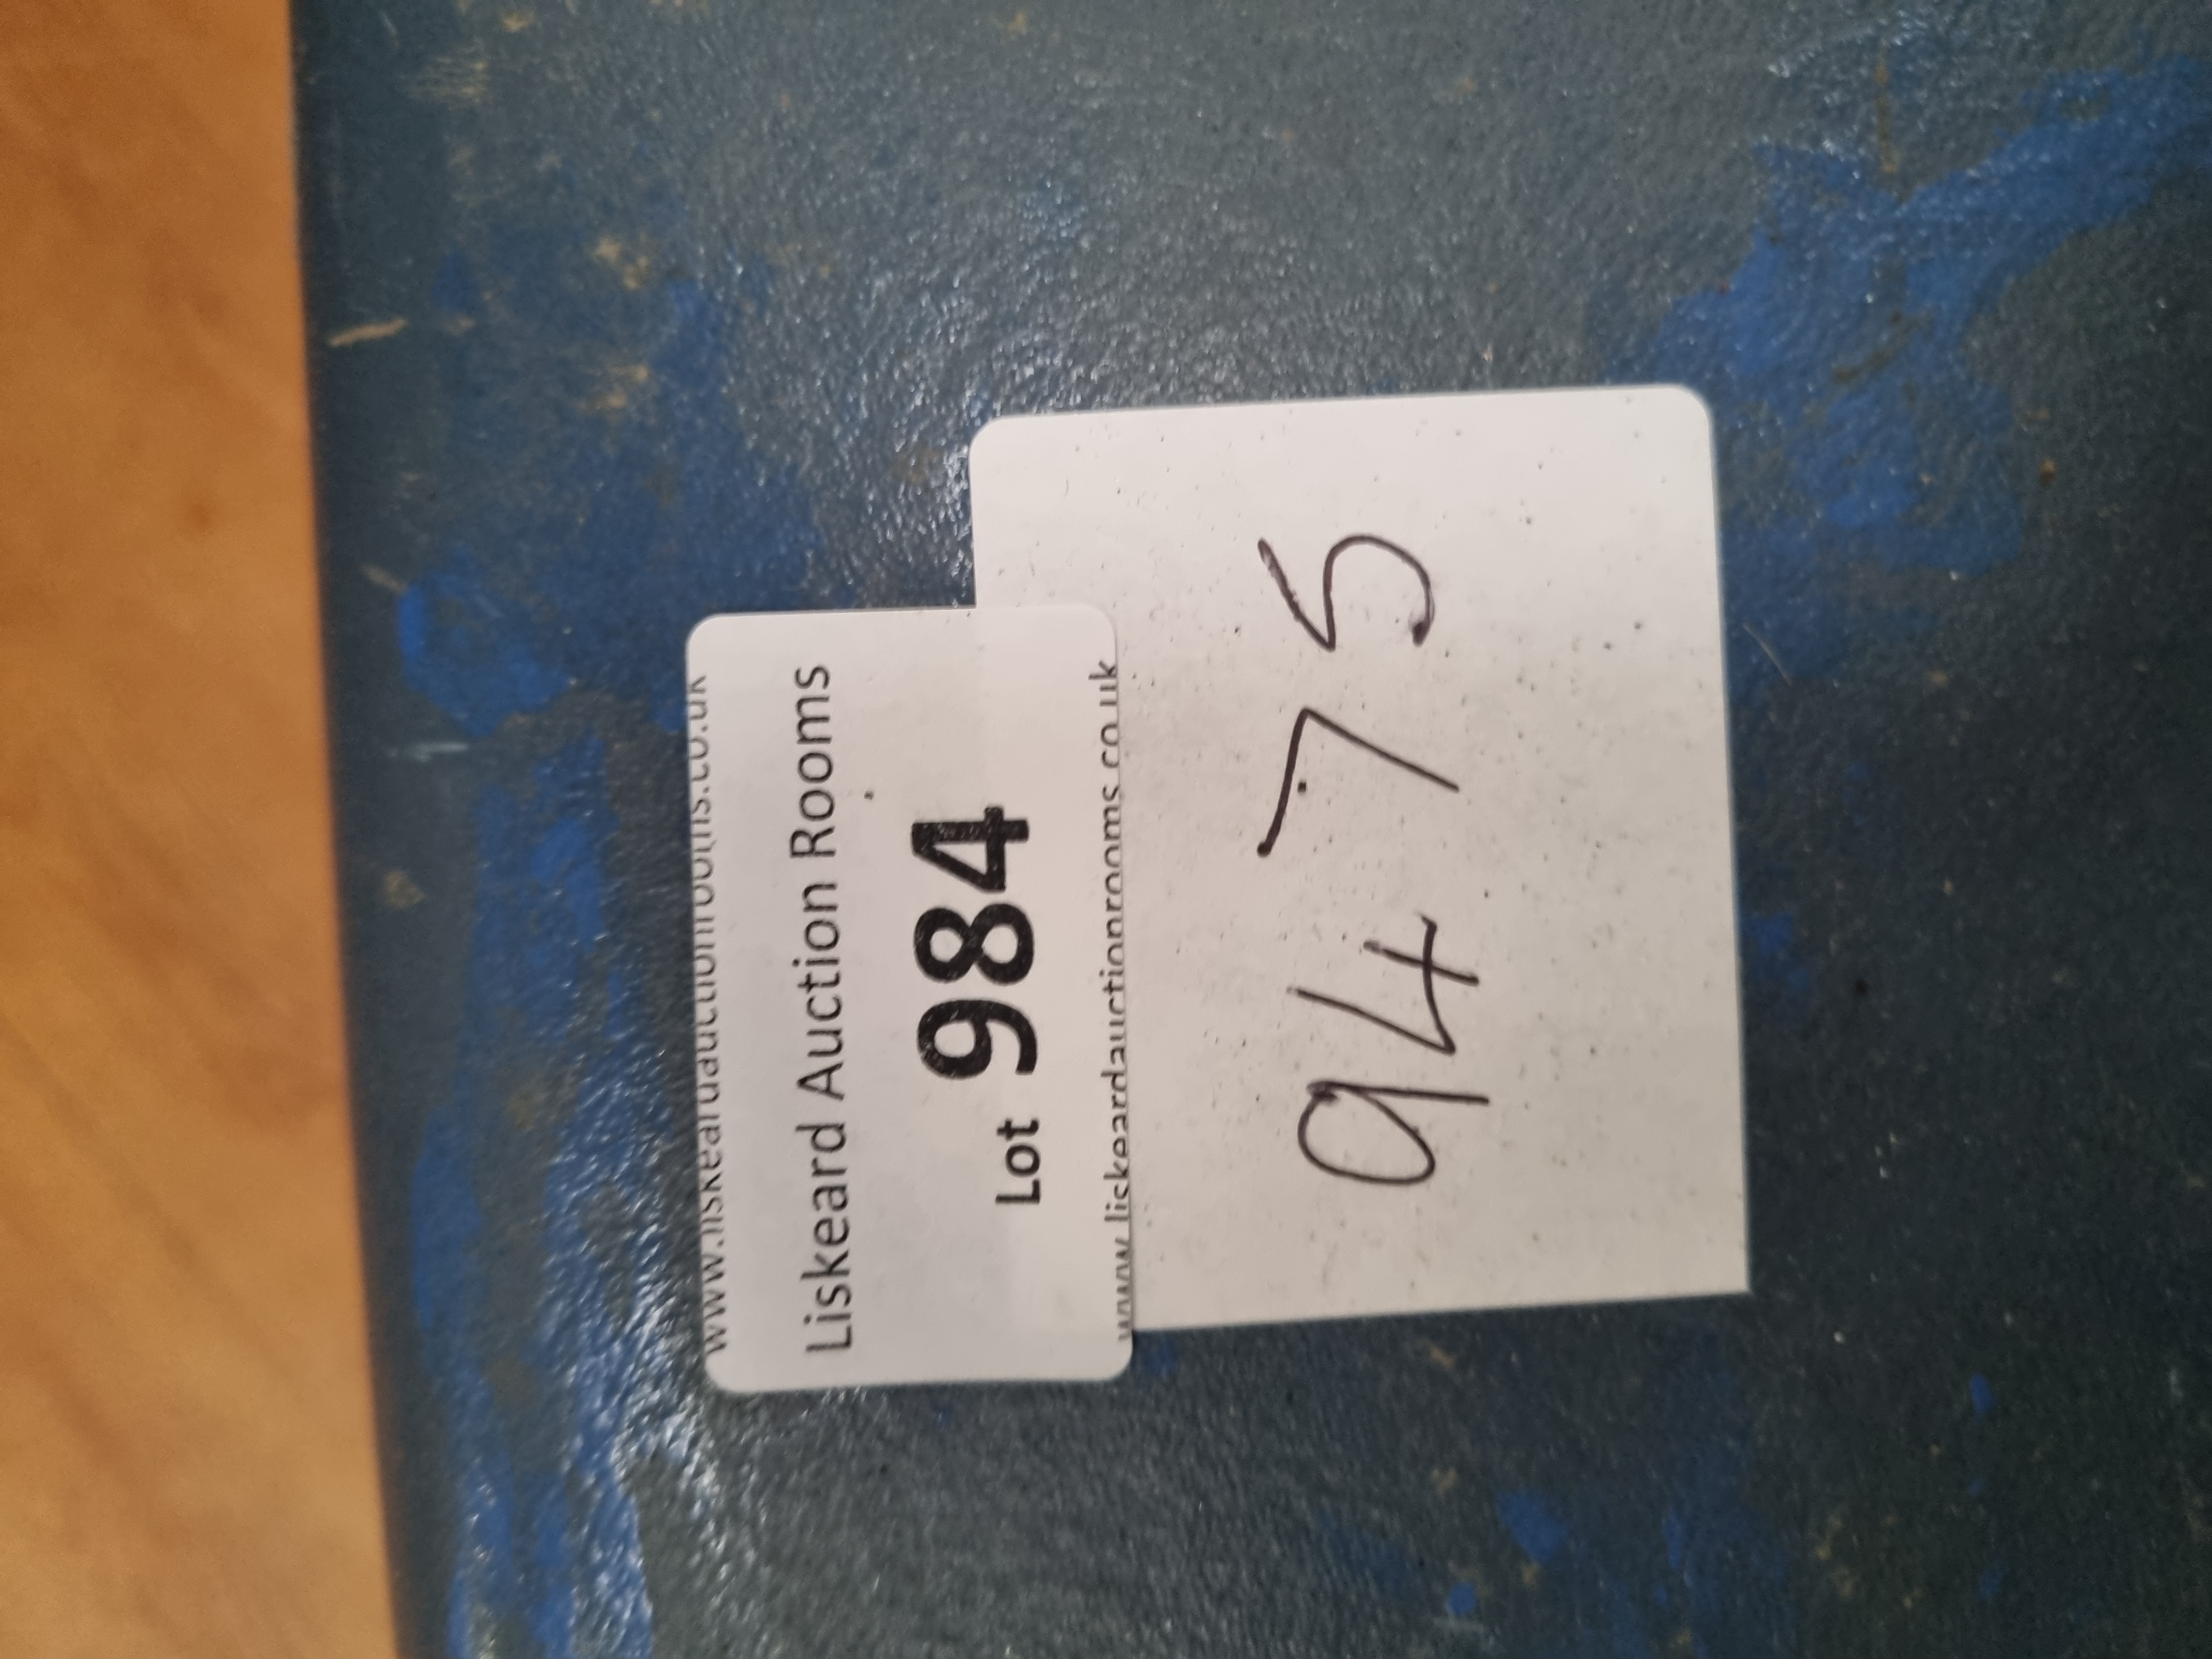 www.liskeardauctionrooms.co.uk
Liskeard Auction Rooms
Lot 984
www.liskeardauctionrooms.co.uk
9475